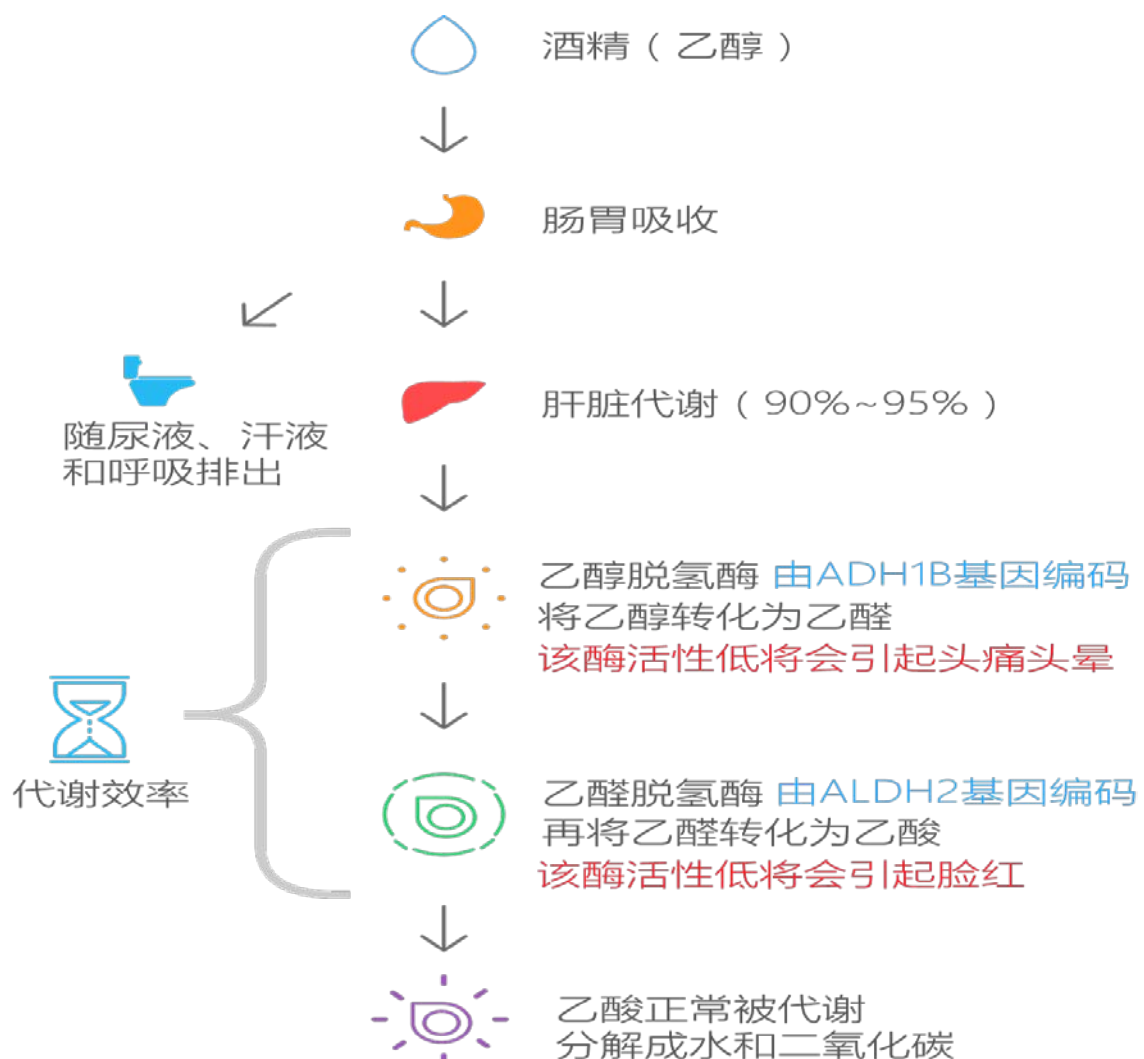 酒精（乙醇）
肠胃吸收
肝脏代谢（90%~95%）
随尿液、汗液
和呼吸排出
乙醇脱氢酶 由ADH1B基因编码
将乙醇转化为乙醛
该酶活性低将会引起头痛头晕
代谢效率
乙醛脱氢酶 由ALDH2基因编码
再将乙醛转化为乙酸
该酶活性低将会引起脸红
乙酸正常被代谢
分解成水和二氧化碳